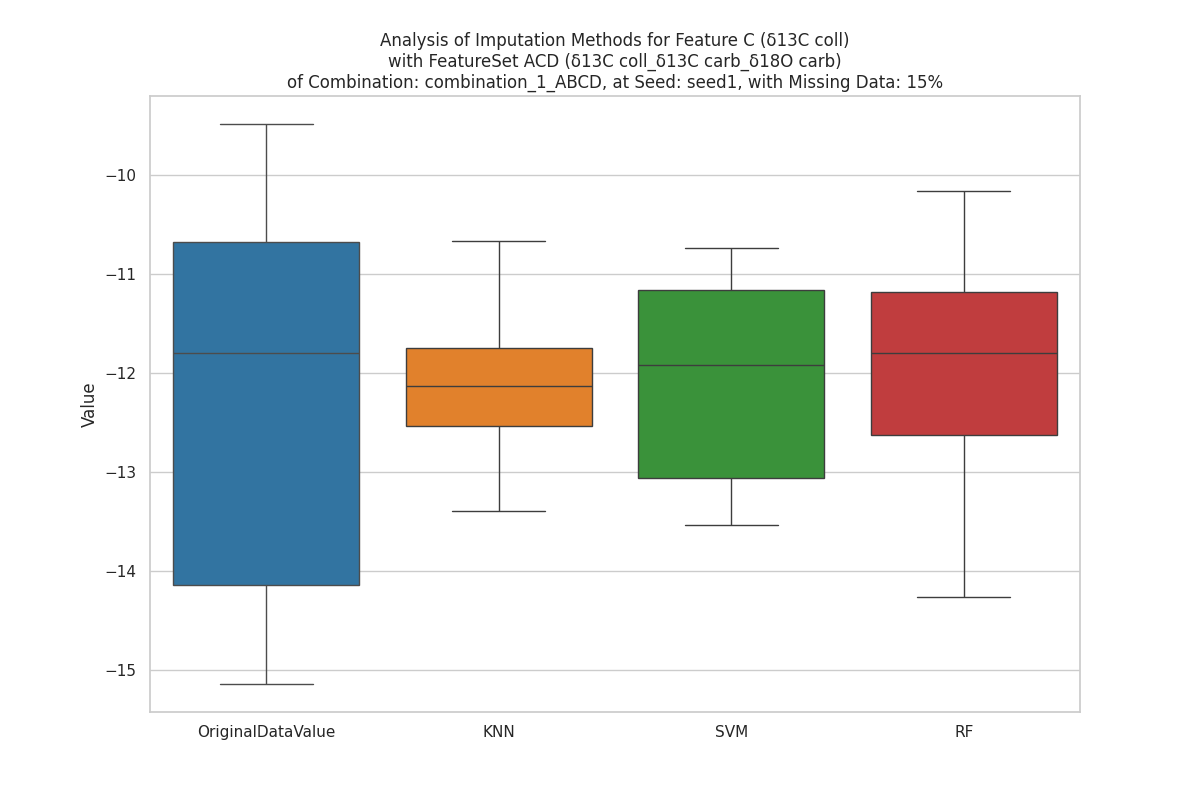 Analysis of Imputation Methods for Feature C (δ13C coll)
with FeatureSet ACD (δ13C coll_δ13C carb_δ18O carb)
of Combination: combination_1_ABCD, at Seed: seed1, with Missing Data: 15%
−10
−11
−12
−13
−14
−15
Value
OriginalDataValue
KNN
SVM
RF